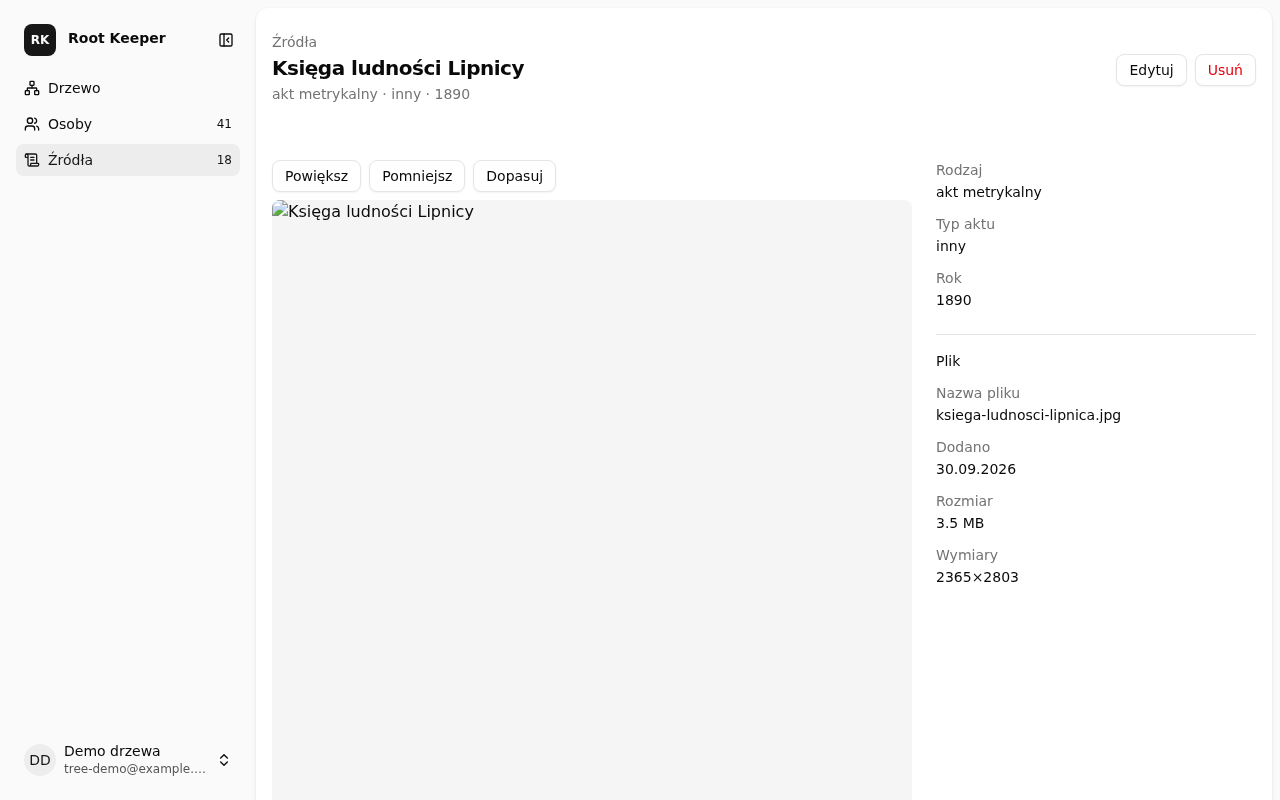 RK
Root Keeper
Drzewo
Osoby
41
Źródła
18
DD
Demo drzewa
tree-demo@example.…
Źródła
Księga ludności Lipnicy
akt metrykalny · inny · 1890
Edytuj
Usuń
Powiększ
Pomniejsz
Dopasuj
Księga ludności Lipnicy
Rodzaj
akt metrykalny
Typ aktu
inny
Rok
1890
Plik
Nazwa pliku
ksiega-ludnosci-lipnica.jpg
Dodano
30.09.2026
Rozmiar
3.5 MB
Wymiary
2365×2803